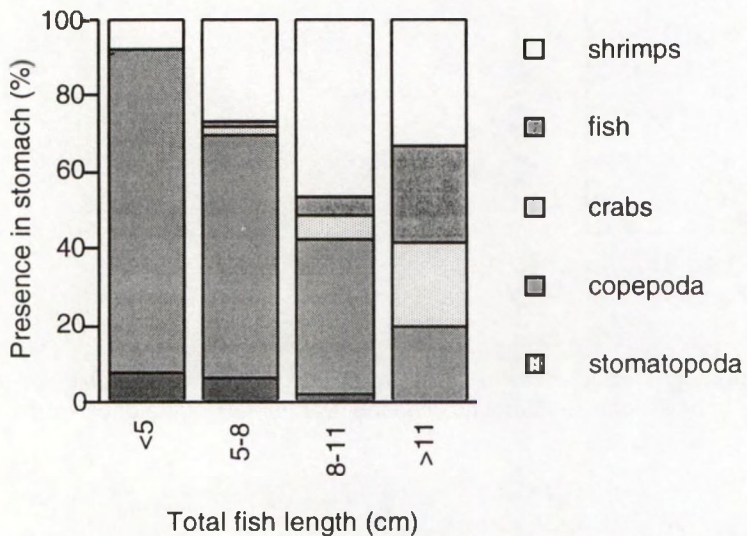 Presence in stomach (%)
100
80
60
40
20
0
<5
5-8
8-11
>11
Total fish length (cm)
shrimps
fish
crabs
copepoda
stomatopoda